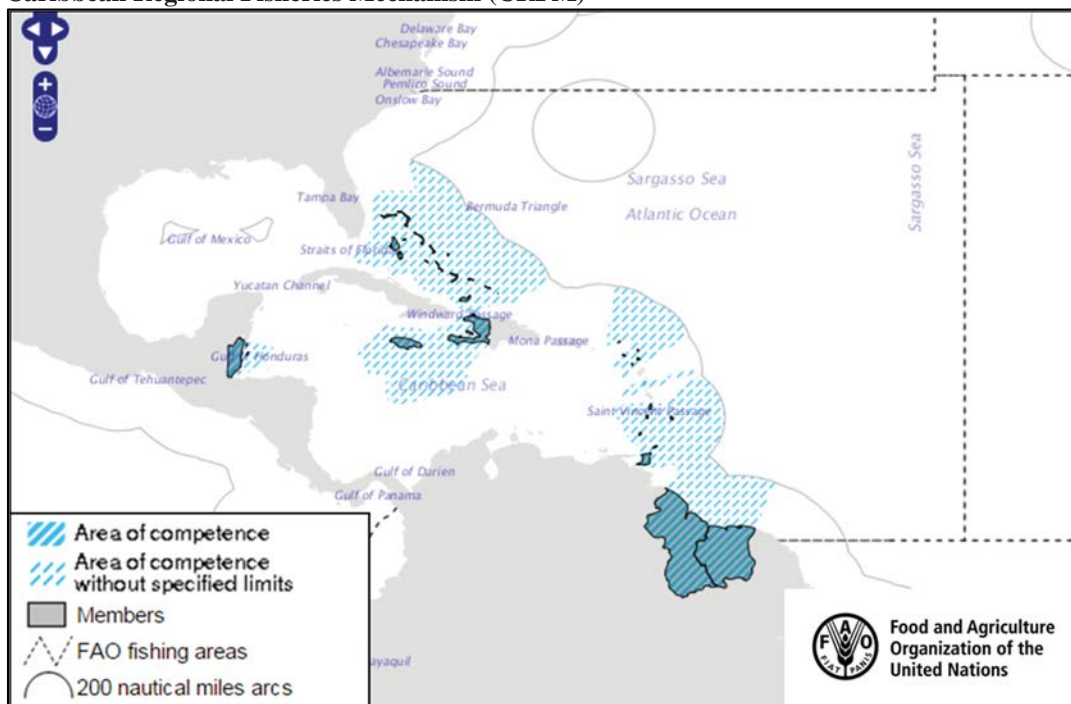 Caribbean Regional Fisheries Mechanism (CRFM)
Delaware Bay
Chesapeake Bay
Albemarle Sound
Pemlico Sound
Onslow Bay
Sargasso Sea
Sargasso Sea
Tampa Bay
Bermuda Triangle
Atlantic Ocean
Gulf of Mexico
Straits of Florida
Yucatan Channel
Windward Passage
Mona Passage
Gulf of Honduras
Gulf of Tehuantepec
Caribbean Sea
Saint Vincent Passage
Gulf of Darien
Gulf of Panama
ayaquil
Area of competence
Area of competence
without specified limits
Members
FAO fishing areas
200 nautical miles arcs
F A O
FIAT PANIS
Food and Agriculture
Organization of the
United Nations